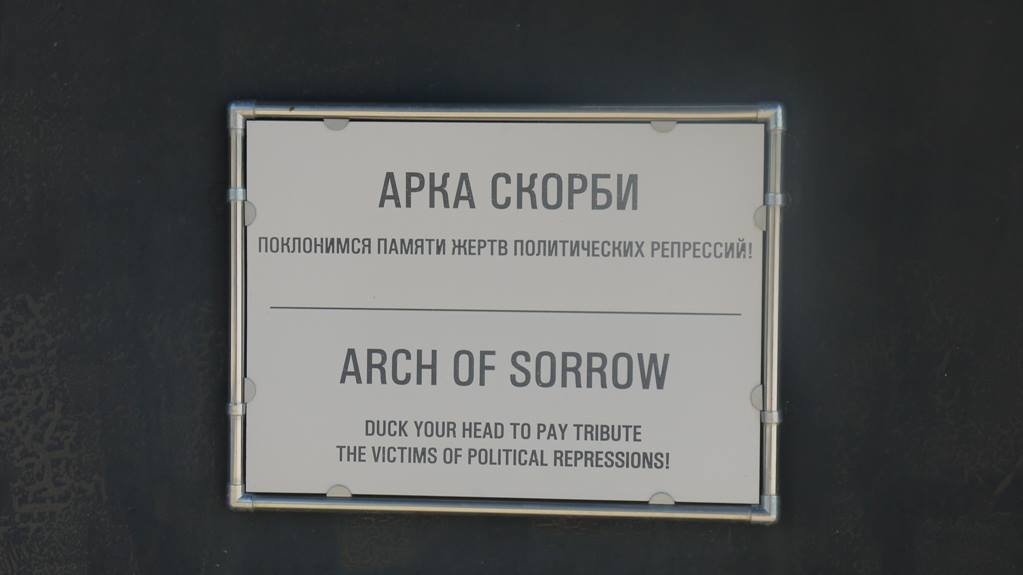 АРКА СКОРБИ
ПОКЛОНИМСЯ ПАМЯТИ ЖЕРТВ ПОЛИТИЧЕСКИХ РЕПРЕССИЙ!
ARCH OF SORROW
DUCK YOUR HEAD TO PAY TRIBUTE
THE VICTIMS OF POLITICAL REPRESSIONS!